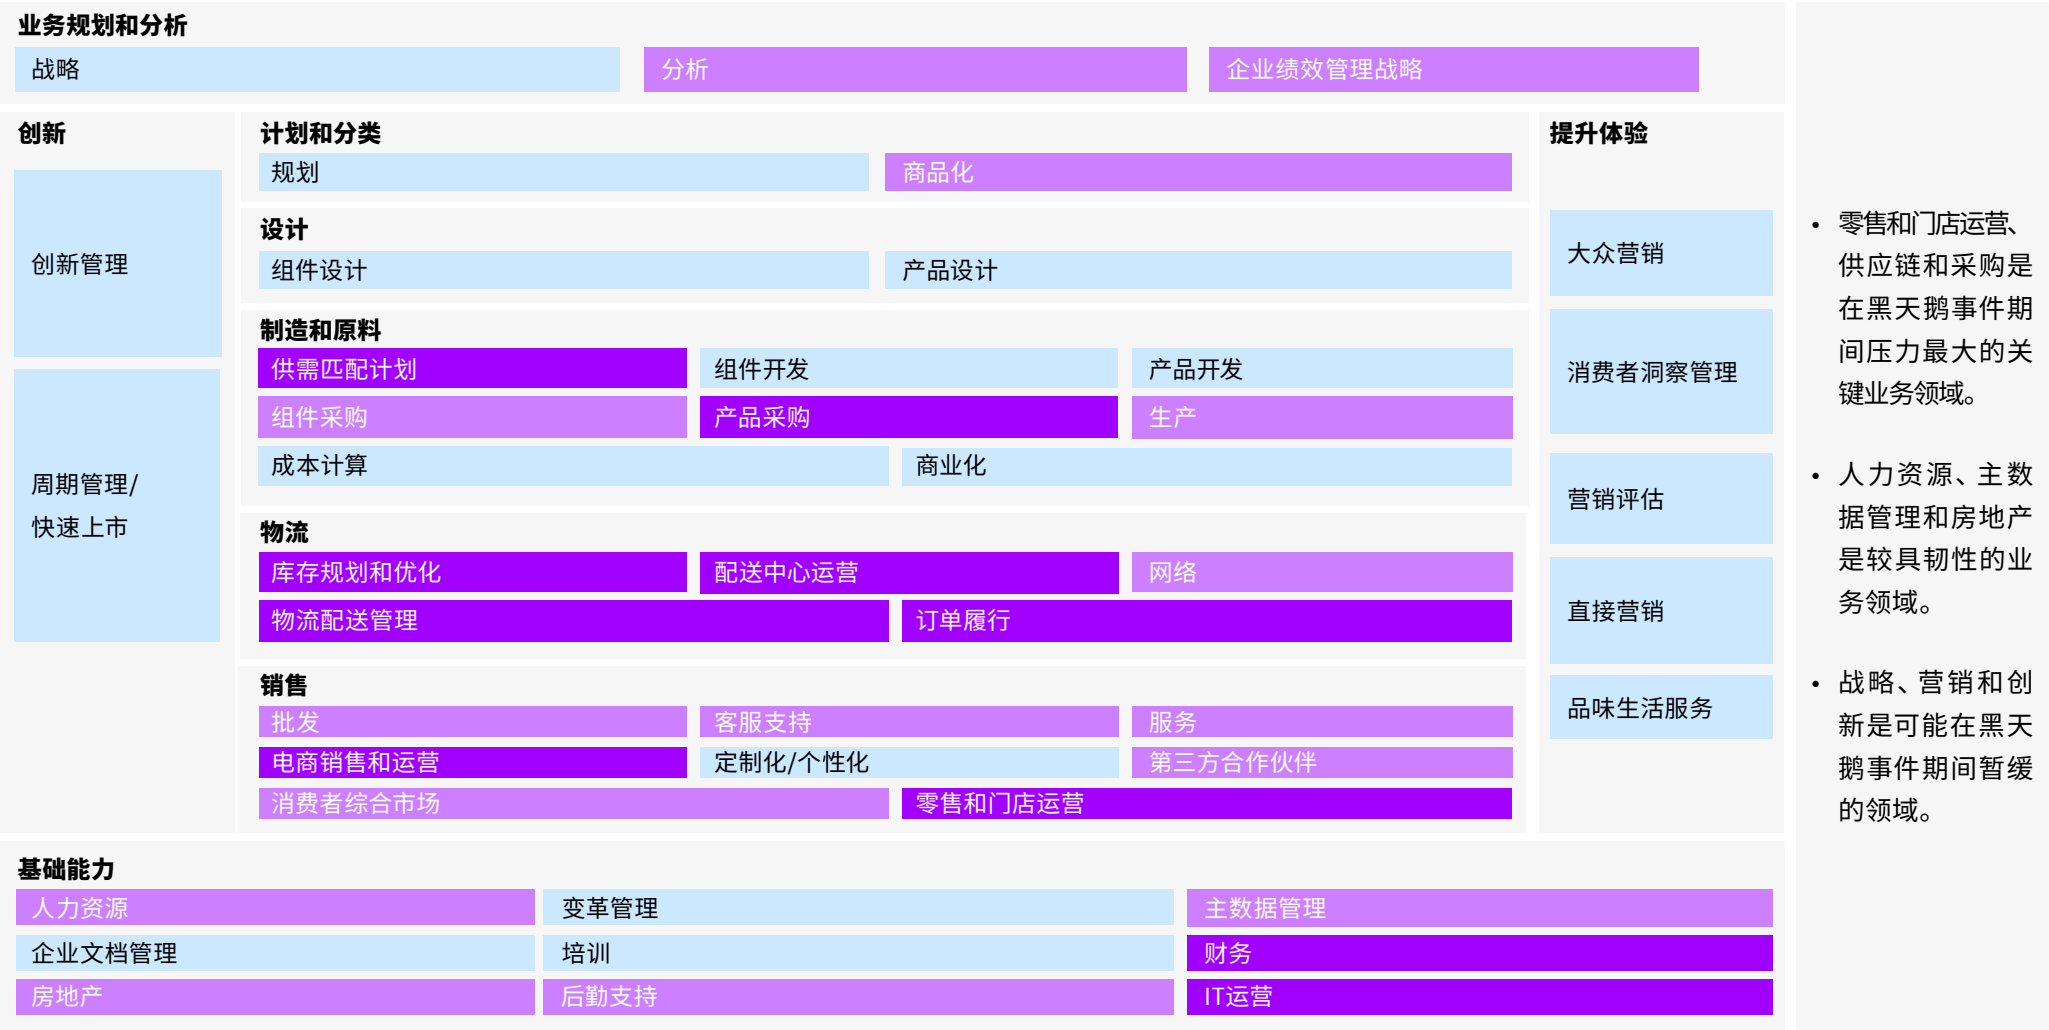 业务规划和分析
战略
分析
企业绩效管理战略
创新
创新管理
周期管理/
快速上市
计划和分类
规划
商品化
设计
组件设计
产品设计
制造和原料
供需匹配计划
组件开发
产品开发
组件采购
产品采购
生产
成本计算
商业化
物流
库存规划和优化
配送中心运营
网络
物流配送管理
订单履行
销售
批发
客服支持
服务
电商销售和运营
定制化/个性化
第三方合作伙伴
消费者综合市场
零售和门店运营
提升体验
大众营销
消费者洞察管理
营销评估
直接营销
品味生活服务
基础能力
人力资源
变革管理
主数据管理
企业文档管理
培训
财务
房地产
后勤支持
IT运营
• 零售和门店运营、
供应链和采购是
在黑天鹅事件期
间压力最大的关
键业务领域。
• 人力资源、主数
据管理和房地产
是较具韧性的业
务领域。
• 战略、营销和创
新是可能在黑天
鹅事件期间暂缓
的领域。